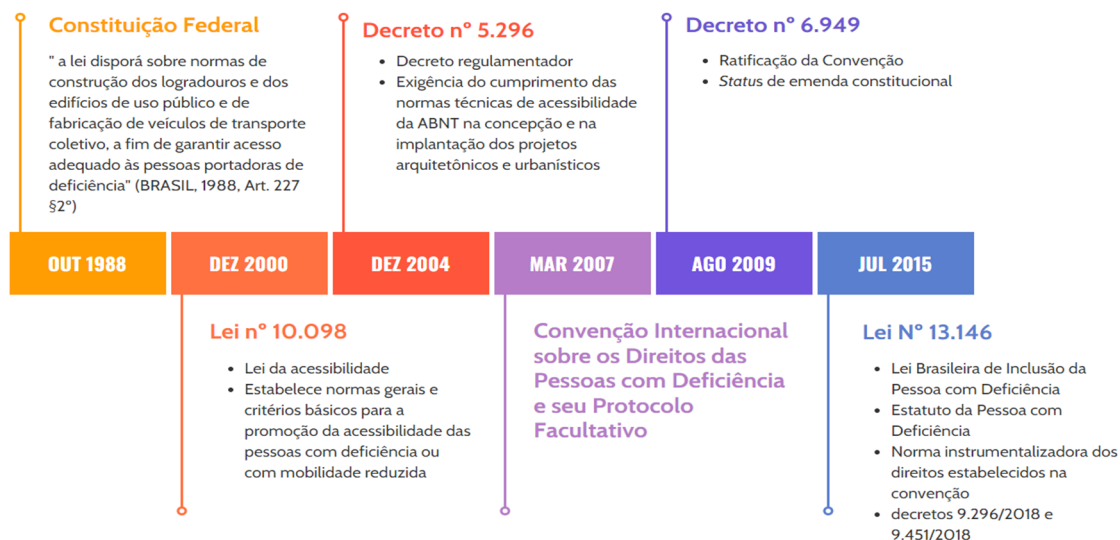 Constituição Federal
" a lei disporá sobre normas de
construção dos logradouros e dos
edifícios de uso público e de
fabricação de veículos de transporte
coletivo, a fim de garantir acesso
adequado às pessoas portadoras de
deficiência" (BRASIL, 1988, Art. 227
§2º)
Decreto nº 5.296
• Decreto regulamentador
• Exigência do cumprimento das
normas técnicas de acessibilidade
da ABNT na concepção e na
implantação dos projetos
arquitetônicos e urbanísticos
Decreto nº 6.949
• Ratificação da Convenção
• Status de emenda constitucional
OUT 1988
DEZ 2000
DEZ 2004
MAR 2007
AGO 2009
JUL 2015
Lei nº 10.098
• Lei da acessibilidade
• Estabelece normas gerais e
critérios básicos para a
promoção da acessibilidade das
pessoas com deficiência ou
com mobilidade reduzida
Convenção Internacional
sobre os Direitos das
Pessoas com Deficiência
e seu Protocolo
Facultativo
Lei Nº 13.146
• Lei Brasileira de Inclusão da
Pessoa com Deficiência
• Estatuto da Pessoa com
Deficiência
• Norma instrumentalizadora dos
direitos estabelecidos na
convenção
• decretos 9.296/2018 e
9.451/2018